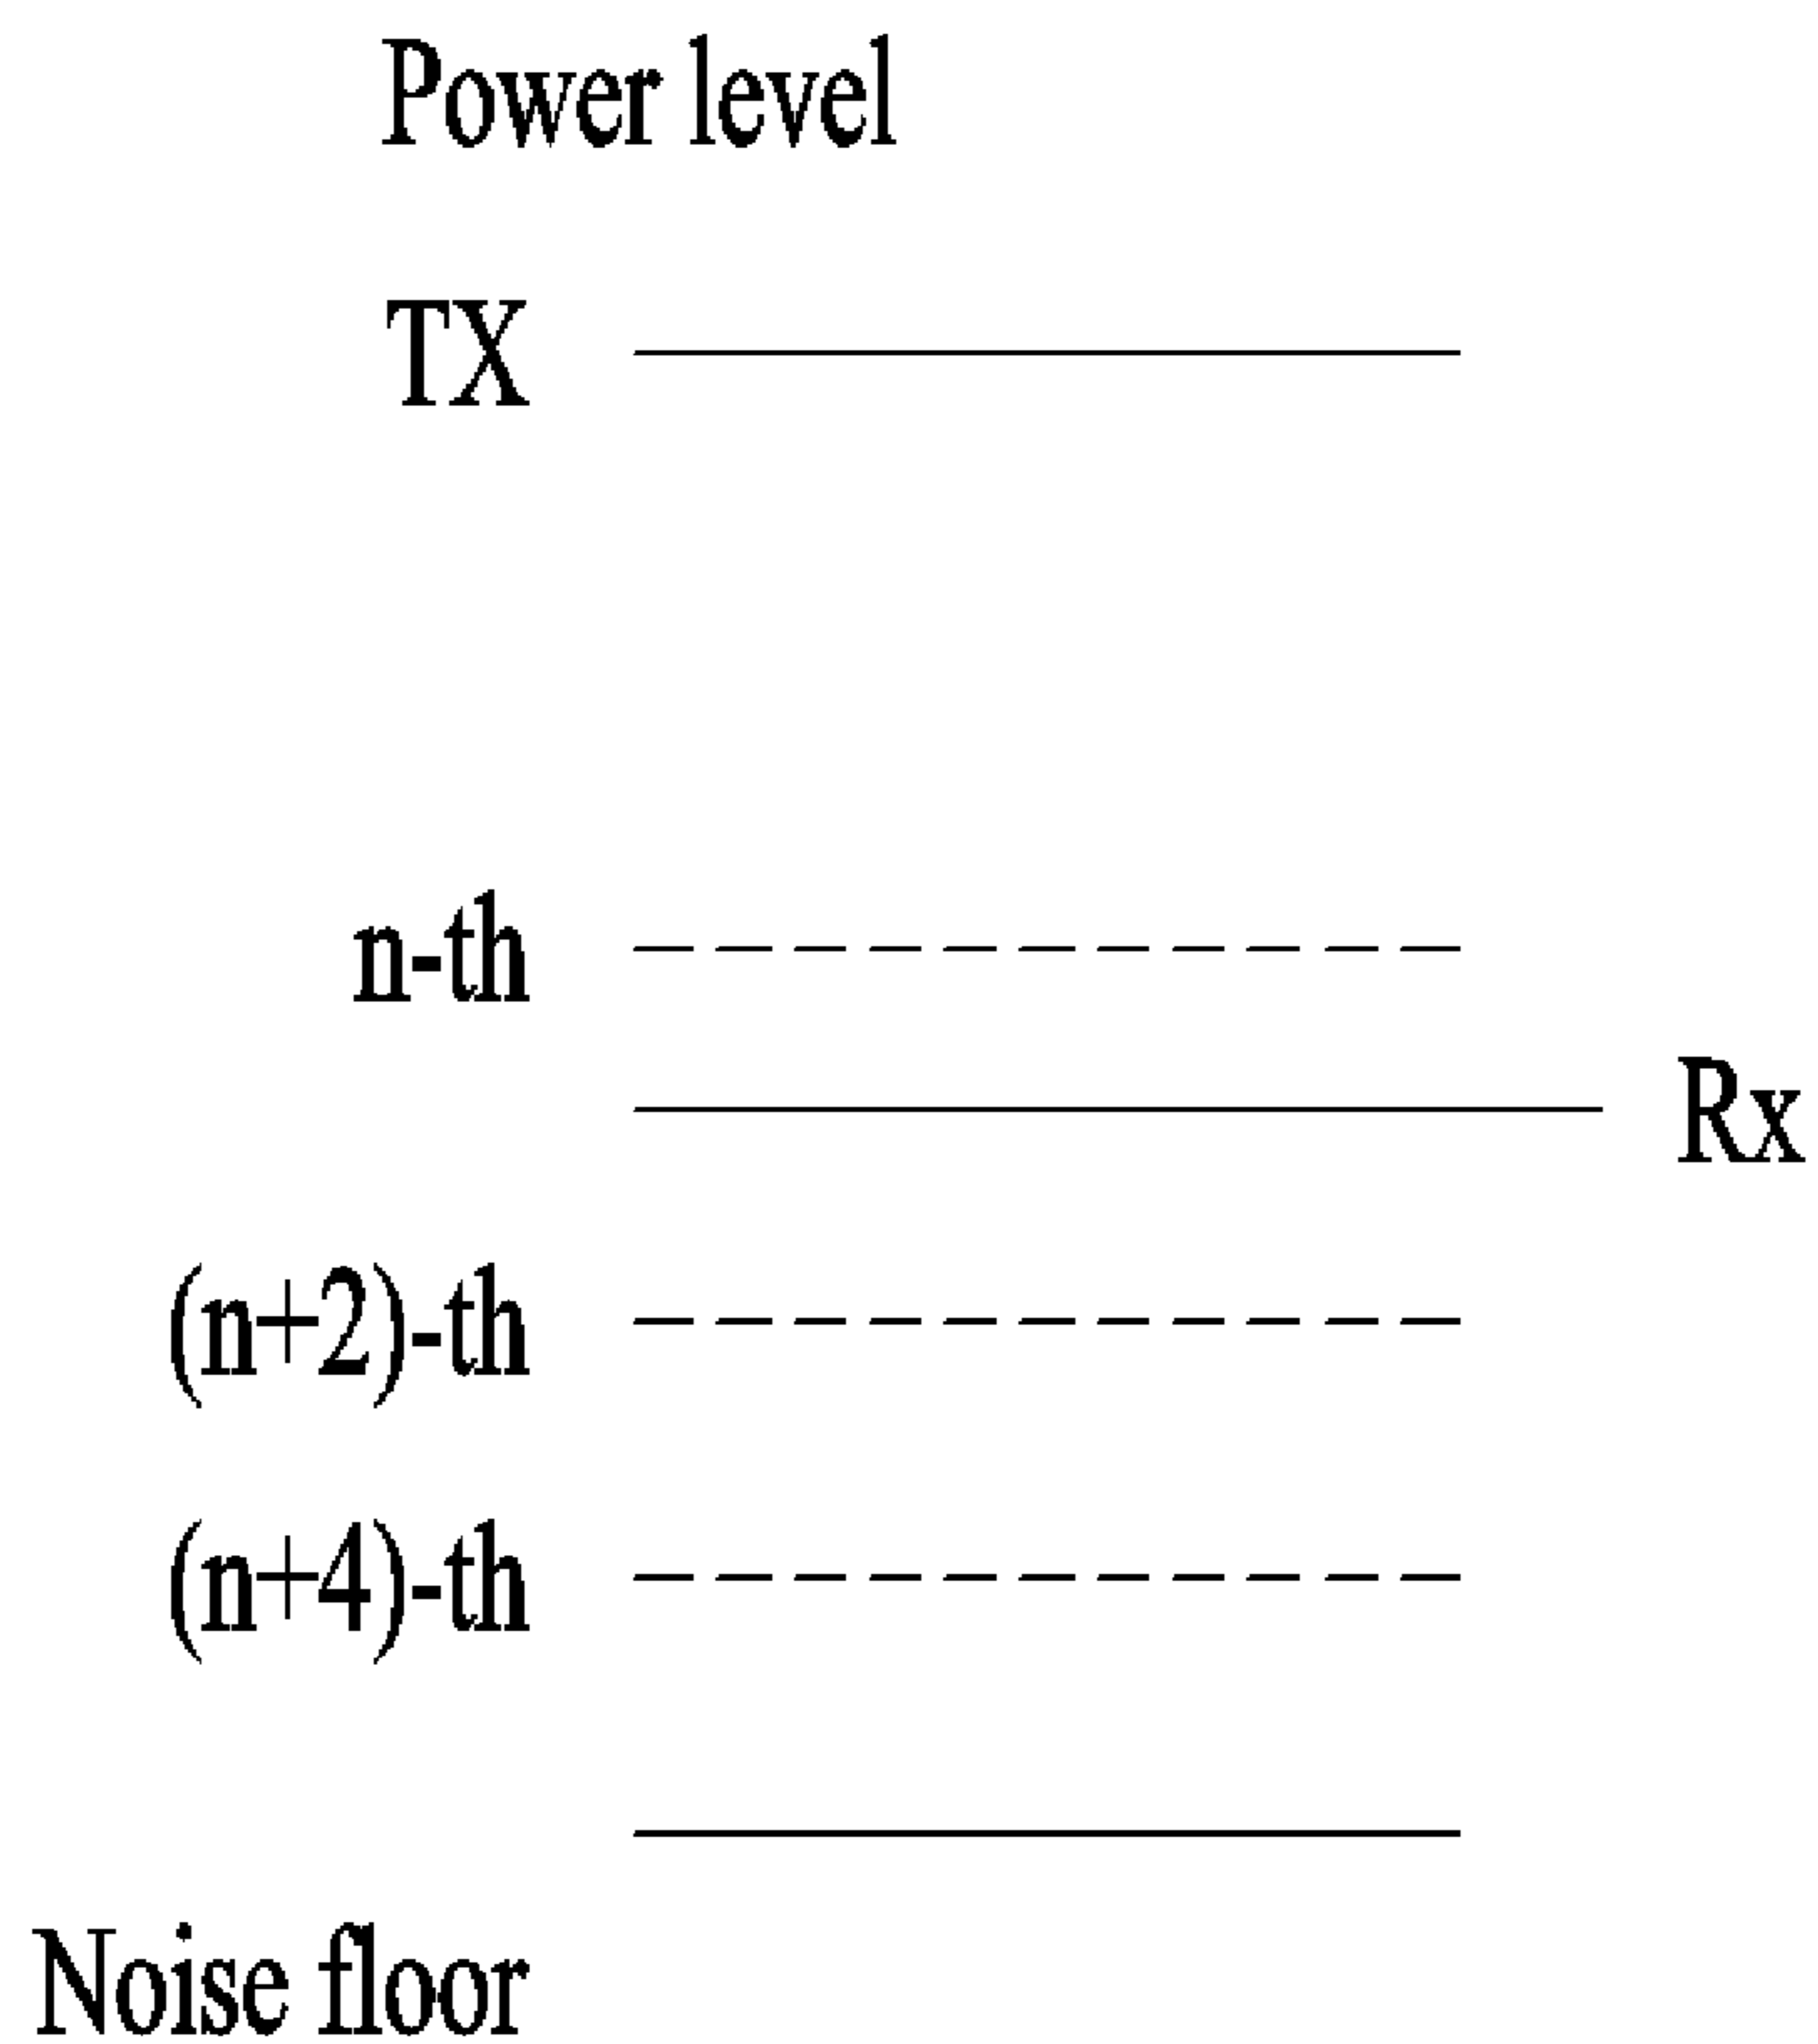 Power level
TX
n-th
Rx
(n+2)-th
(n+4)-th
Noise floor